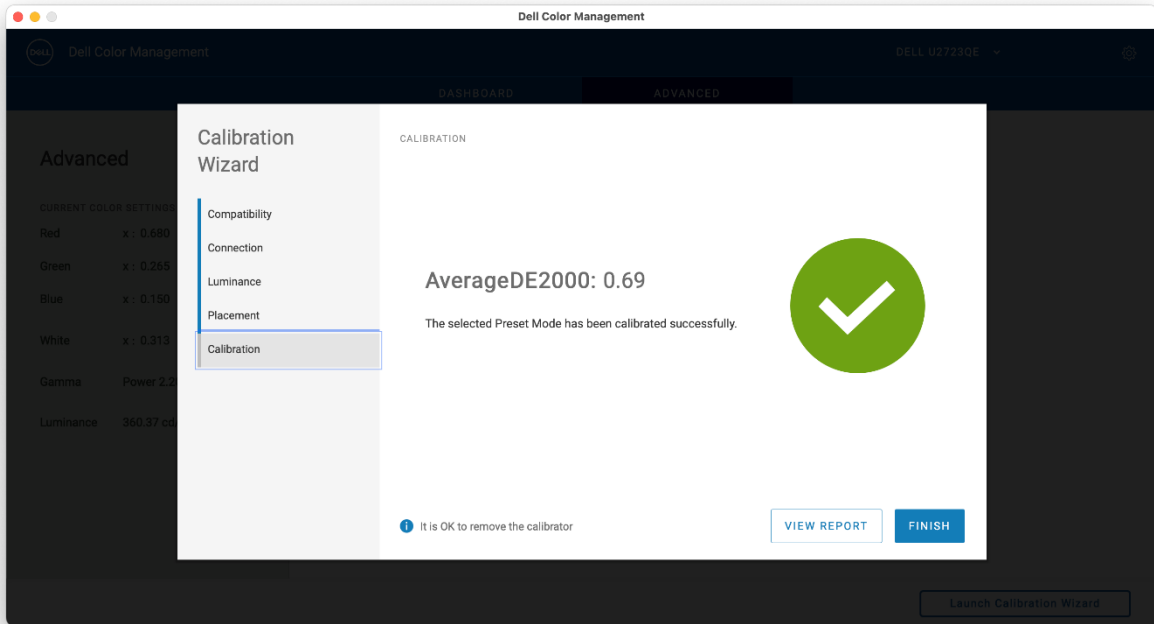 Dell Color Management
DELL Dell Color Management
DELL U2723QE
DASHBOARD
ADVANCED
Advanced
CURRENT COLOR SETTINGS
Red x : 0.680
Green x : 0.265
Blue x : 0.150
White x : 0.313
Gamma Power 2.2
Luminance 360.37 cd
Calibration
Wizard
Compatibility
Connection
Luminance
Placement
Calibration
CALIBRATION
AverageDE2000: 0.69
The selected Preset Mode has been calibrated successfully.
It is OK to remove the calibrator
VIEW REPORT
FINISH
Launch Calibration Wizard